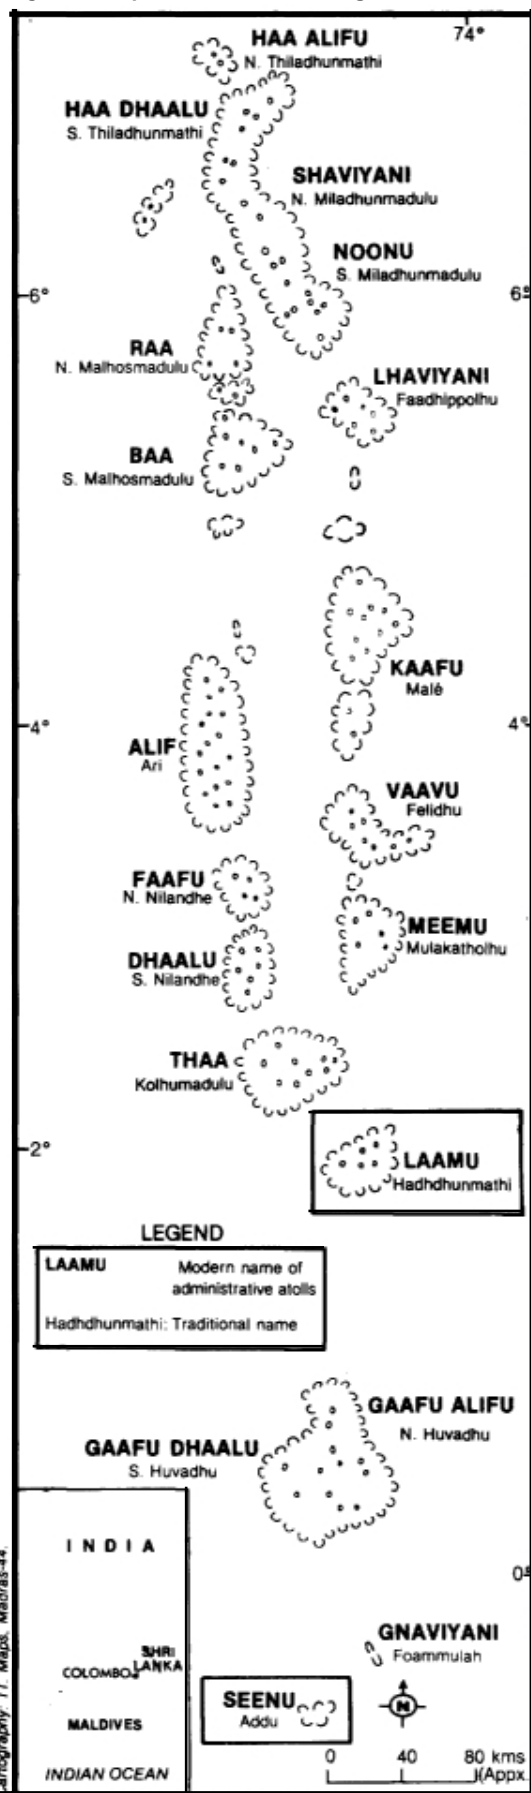 74°
HAA ALIFU
N. Thiladhunmathi
HAA DHAALU
S. Thiladhunmathi
SHAVIYANI
N. Miladhunmadulu
NOONU
S. Miladhunmadulu
6°
6°
RAA
N. Malhosmadulu
LHAVIYANI
Faadhippolhu
BAA
S. Malhosmadulu
KAAFU
Malé
4°
4°
ALIF
Ari
VAAVU
Felidhu
FAAFU
N. Nilandhe
MEEMU
Mulakatholhu
DHAALU
S. Nilandhe
THAA
Kolhumadulu
2°
LAAMU
Hadhdhunmathi
LEGEND
LAAMU Modern name of
administrative atolls
Hadhdhunmathi: Traditional name
GAAFU ALIFU
N. Huvadhu
GAAFU DHAALU
S. Huvadhu
INDIA
0°
GNAVIYANI
Foammulah
SHRI
LANKA
COLOMBO
SEENU
Addu
N
MALDIVES
INDIAN OCEAN
0 40 80 kms
(Appx
Maps, Madras-44.